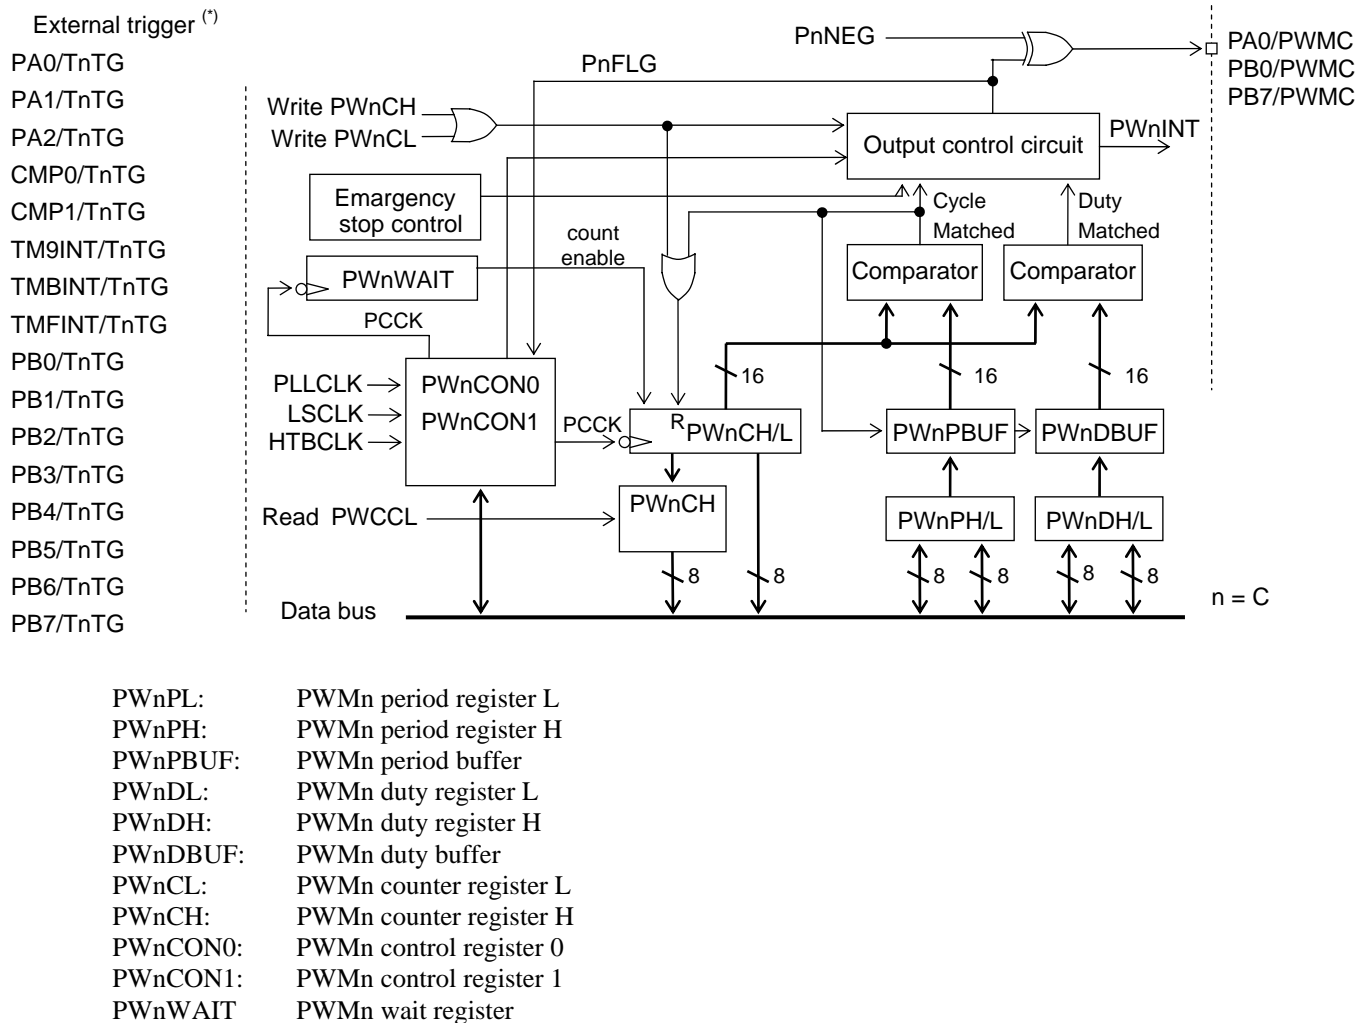 External trigger (*)
PA0/TnTG
PA1/TnTG
PA2/TnTG
CMP0/TnTG
CMP1/TnTG
TM9INT/TnTG
TMBINT/TnTG
TMFINT/TnTG
PB0/TnTG
PB1/TnTG
PB2/TnTG
PB3/TnTG
PB4/TnTG
PB5/TnTG
PB6/TnTG
PB7/TnTG
PnNEG
PA0/PWMC
PB0/PWMC
PB7/PWMC
PnFLG
Write PWnCH
Write PWnCL
Output control circuit
PWnINT
Emargency
stop control
Cycle
Matched
Duty
Matched
count
enable
PWnWAIT
Comparator
Comparator
PCCK
PLLCLK
LSCLK
HTBCLK
PWnCON0
PWnCON1
PCCK
R
PWnCH/L
16
16
16
PWnPBUF
PWnDBUF
Read PWCCL
PWnCH
PWnPH/L
PWnDH/L
8
8
8
8
8
8
Data bus
n = C
PWnPL: PWMn period register L
PWnPH: PWMn period register H
PWnPBUF: PWMn period buffer
PWnDL: PWMn duty register L
PWnDH: PWMn duty register H
PWnDBUF: PWMn duty buffer
PWnCL: PWMn counter register L
PWnCH: PWMn counter register H
PWnCON0: PWMn control register 0
PWnCON1: PWMn control register 1
PWnWAIT PWMn wait register